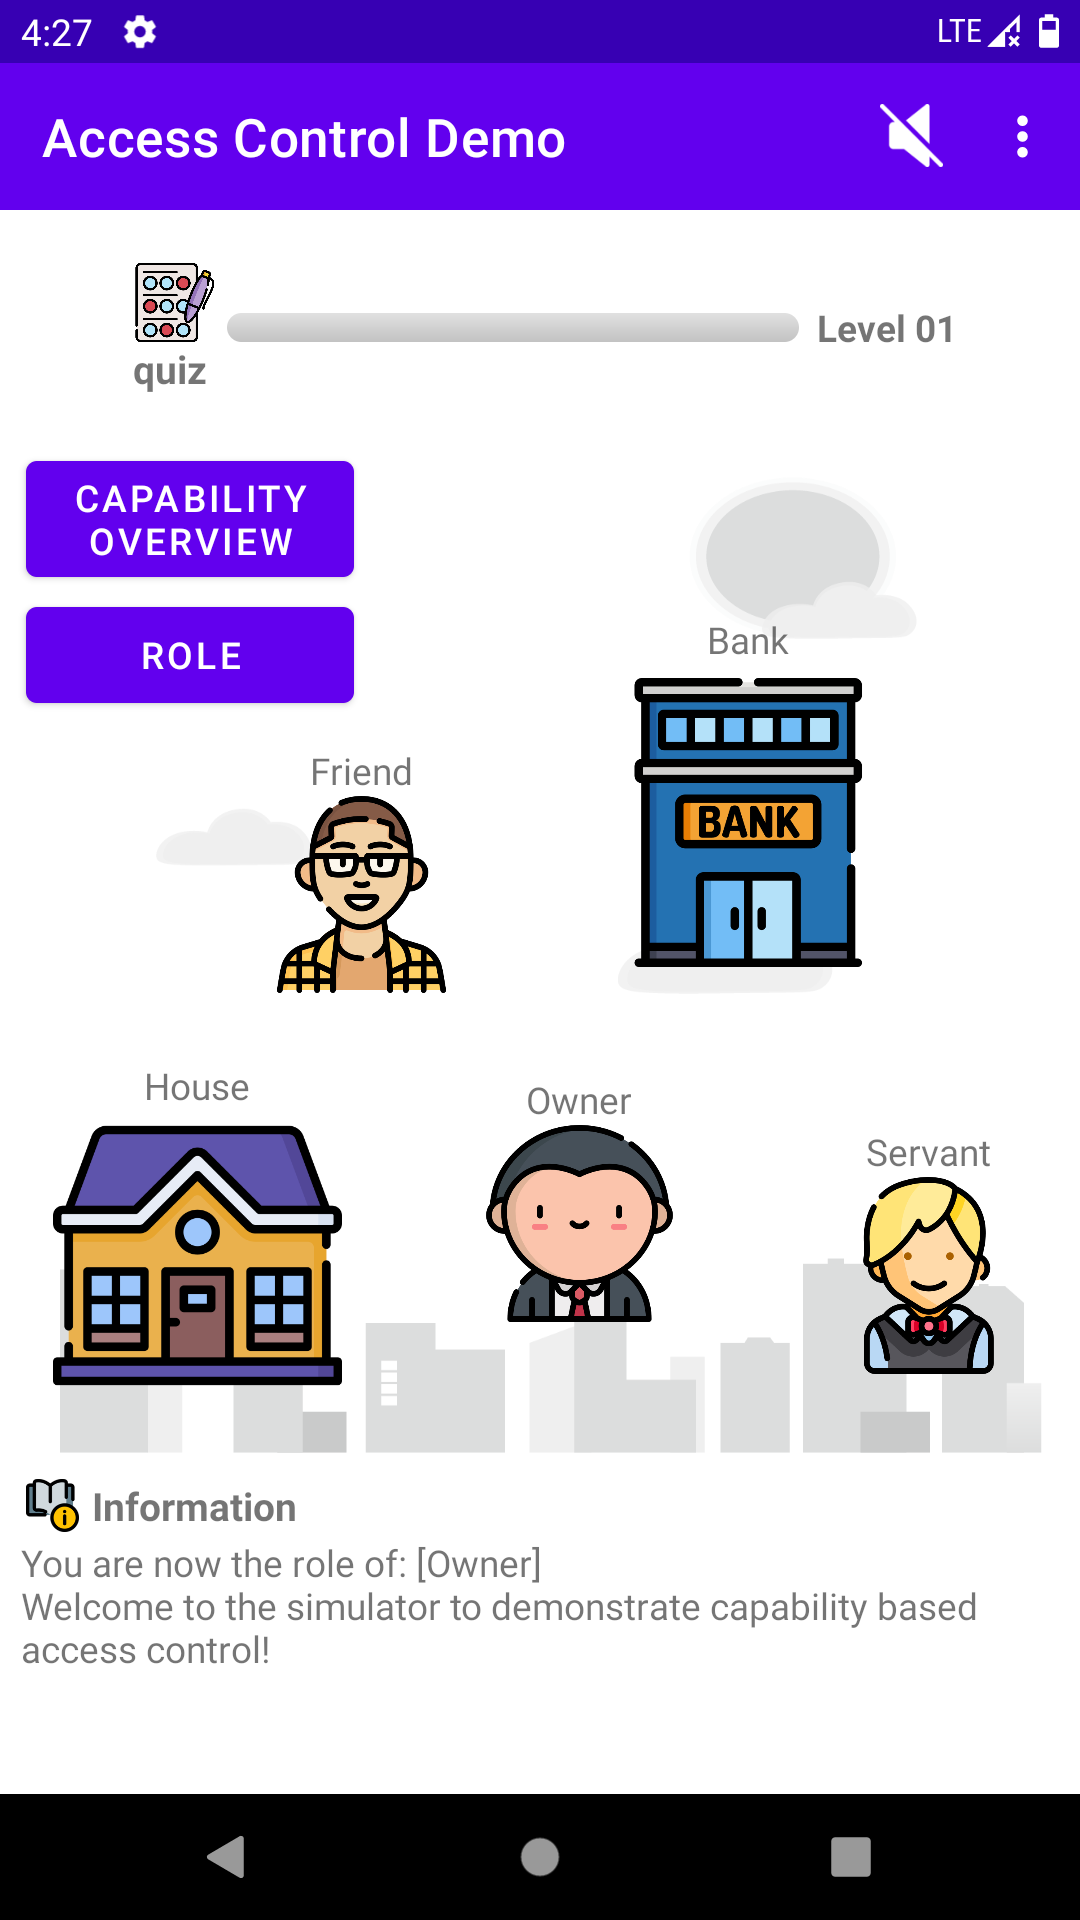 4:27
LTE
Access Control Demo
quiz
Level 01
CAPABILITY
OVERVIEW
ROLE
Bank
BANK
Friend
House
Owner
Servant
Information
You are now the role of: [Owner]
Welcome to the simulator to demonstrate capability based
access control!